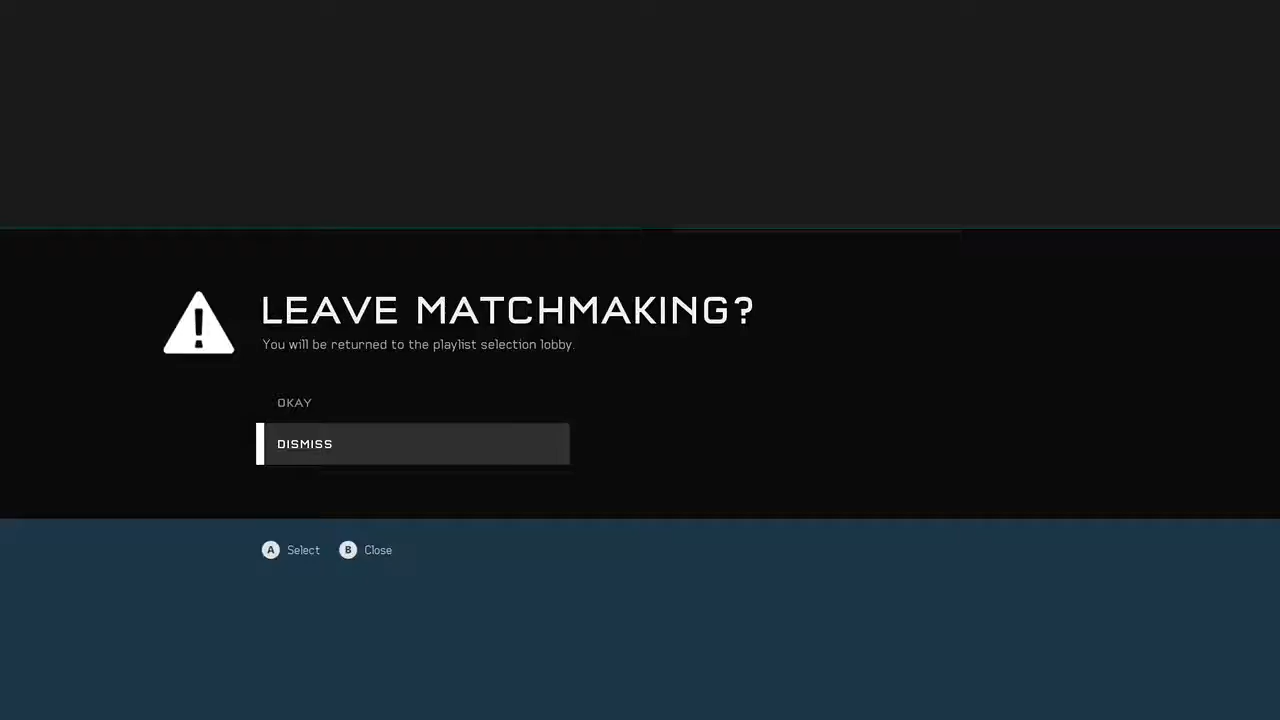 LEAVE MATCHMAKING?
You will be returned to the playlist selection lobby.
OKAY
DISMISS
A Select B Close